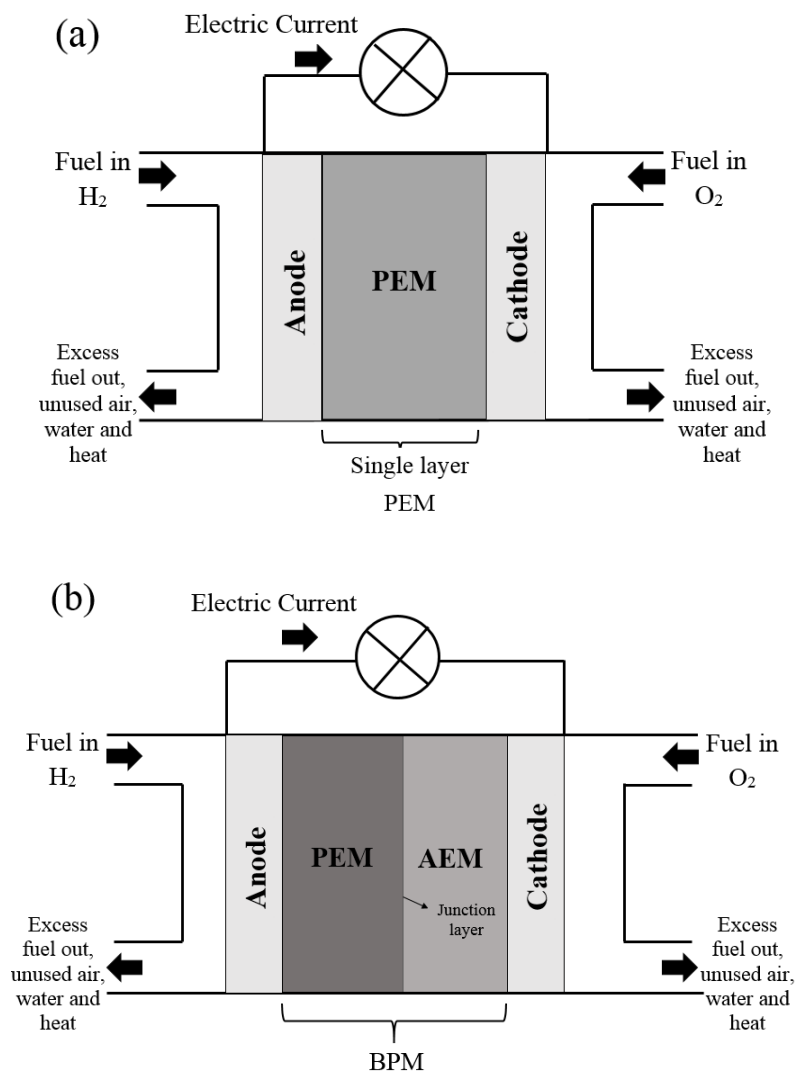 (a)
Electric Current
Fuel in
H₂
Fuel in
O₂
Anode
PEM
Cathode
Excess
fuel out,
unused air,
water and
heat
Excess
fuel out,
unused air,
water and
heat
Single layer
PEM
(b)
Electric Current
Fuel in
H₂
Fuel in
O₂
Anode
PEM
AEM
Cathode
Junction
layer
Excess
fuel out,
unused air,
water and
heat
Excess
fuel out,
unused air,
water and
heat
BPM